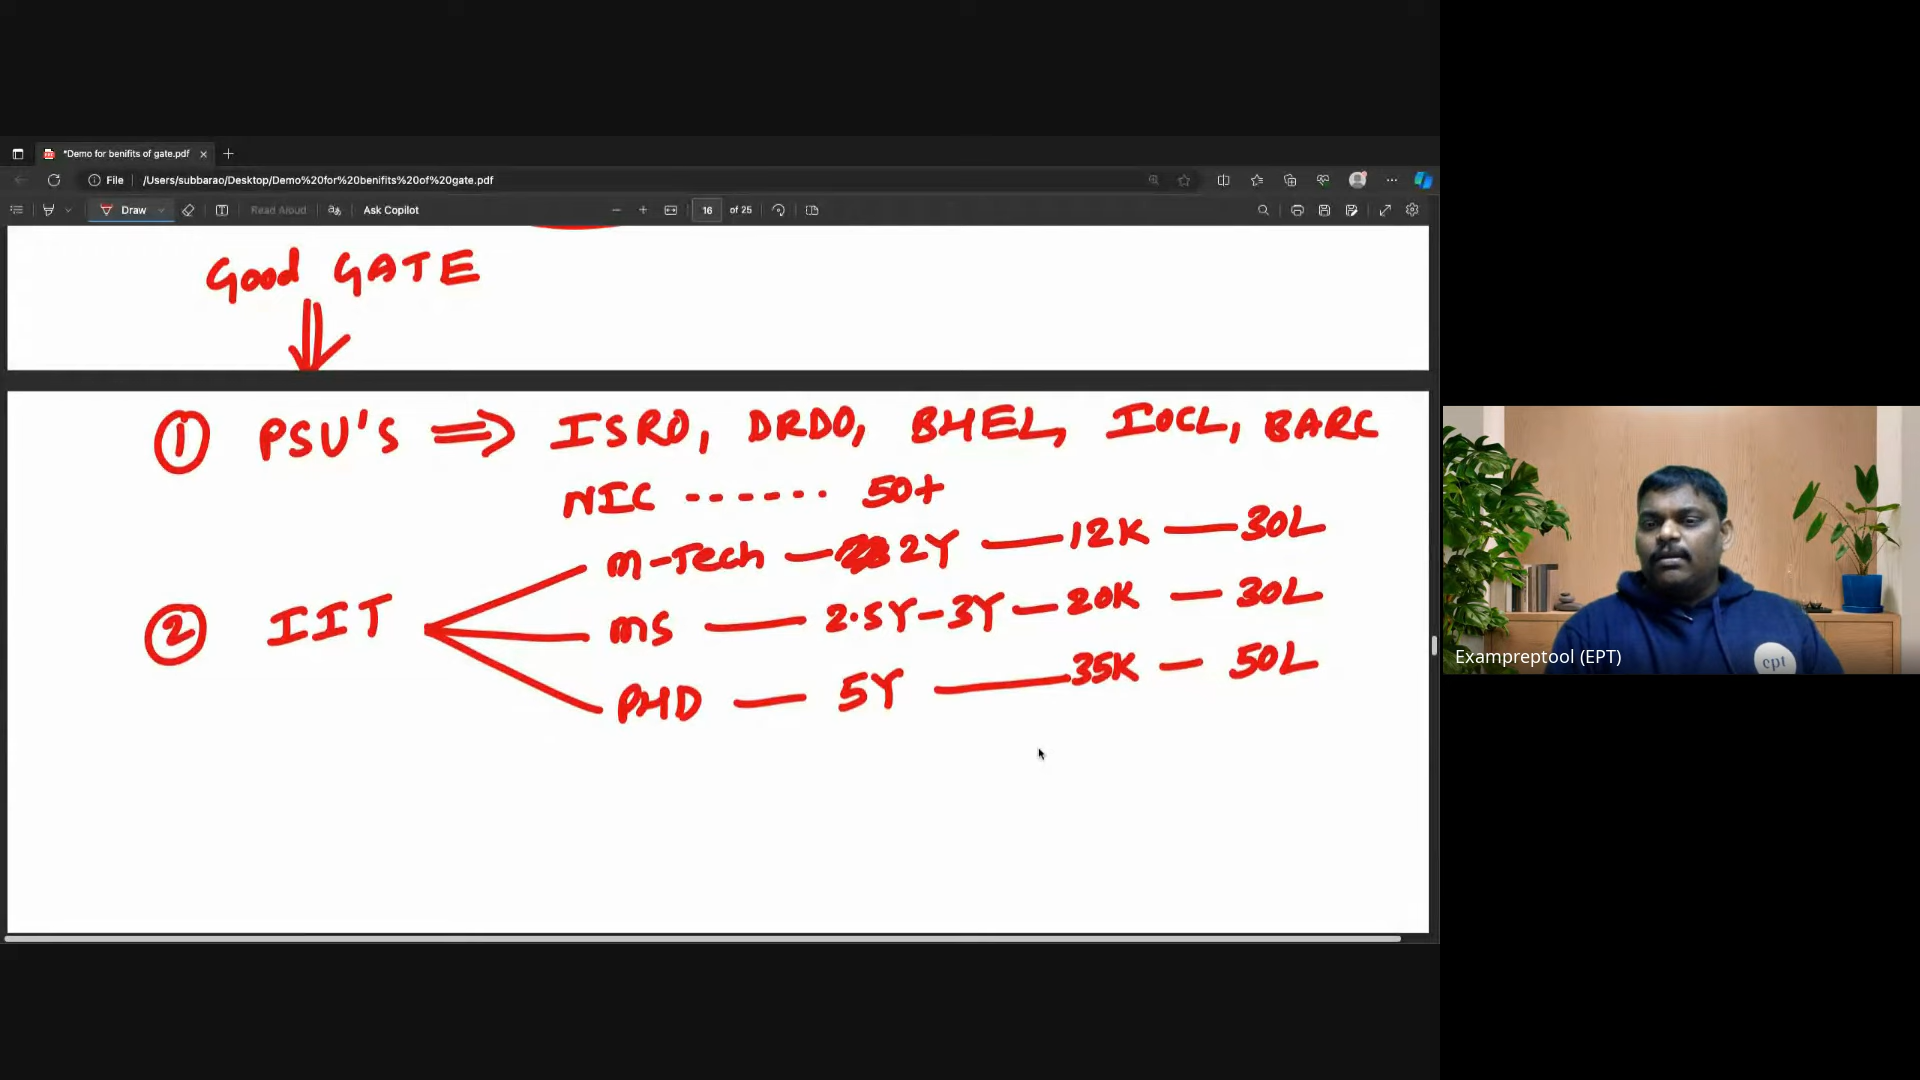 *Demo for benifits of gate.pdf
File /Users/subbarao/Desktop/Demo%20for%20benifits%20of%20gate.pdf
Draw Read Aloud Ask Copilot 16 of 25
Good GATE
① PSU'S ⇒ ISRO, DRDO, BHEL, IOCL, BARC
NIC ------ 50+
② IIT
M-Tech — 2Y — 12K — 30L
MS — 2.5Y-3Y — 20K — 30L
PHD — 5Y — 35K — 50L
ept
Exampreptool (EPT)